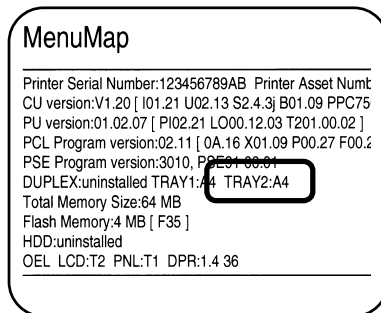 MenuMap
Printer Serial Number:123456789AB Printer Asset Numb
CU version:V1.20 [ I01.21 U02.13 S2.4.3j B01.09 PPC75
PU version:01.02.07 [ PI02.21 LO00.12.03 T201.00.02 ]
PCL Program version:02.11 [ 0A.16 X01.09 P00.27 F00.2
PSE Program version:3010, PSE01 00.01
DUPLEX:uninstalled TRAY1:A4 TRAY2:A4
Total Memory Size:64 MB
Flash Memory:4 MB [ F35 ]
HDD:uninstalled
OEL LCD:T2 PNL:T1 DPR:1.4 36